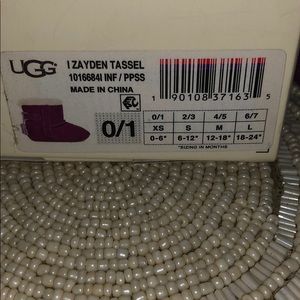 UGG
I ZAYDEN TASSEL
1016684I INF / PPSS
MADE IN CHINA
1 90108 37163 5
0/1
0/1 2/3 4/5 6/7
XS S M L
0-6* 6-12* 12-18* 18-24*
*SIZING IN MONTHS